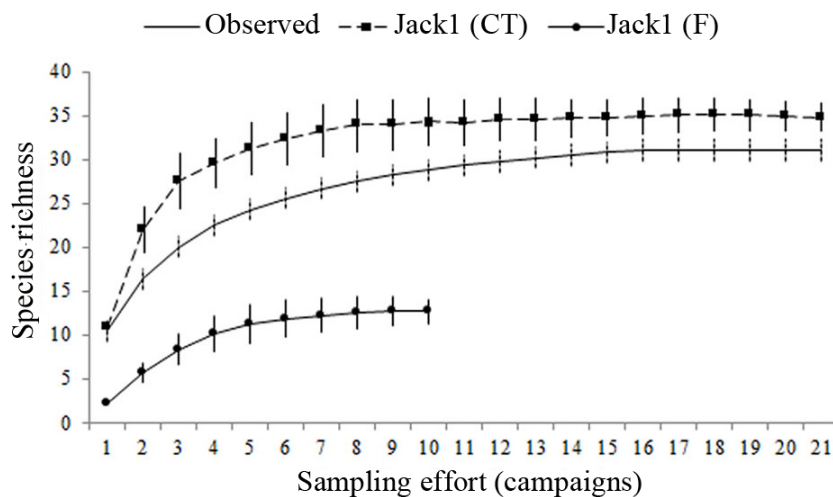 Observed Jack1 (CT) Jack1 (F)
40
35
30
25
20
15
10
5
0
Species richness
1 2 3 4 5 6 7 8 9 10 11 12 13 14 15 16 17 18 19 20 21
Sampling effort (campaigns)